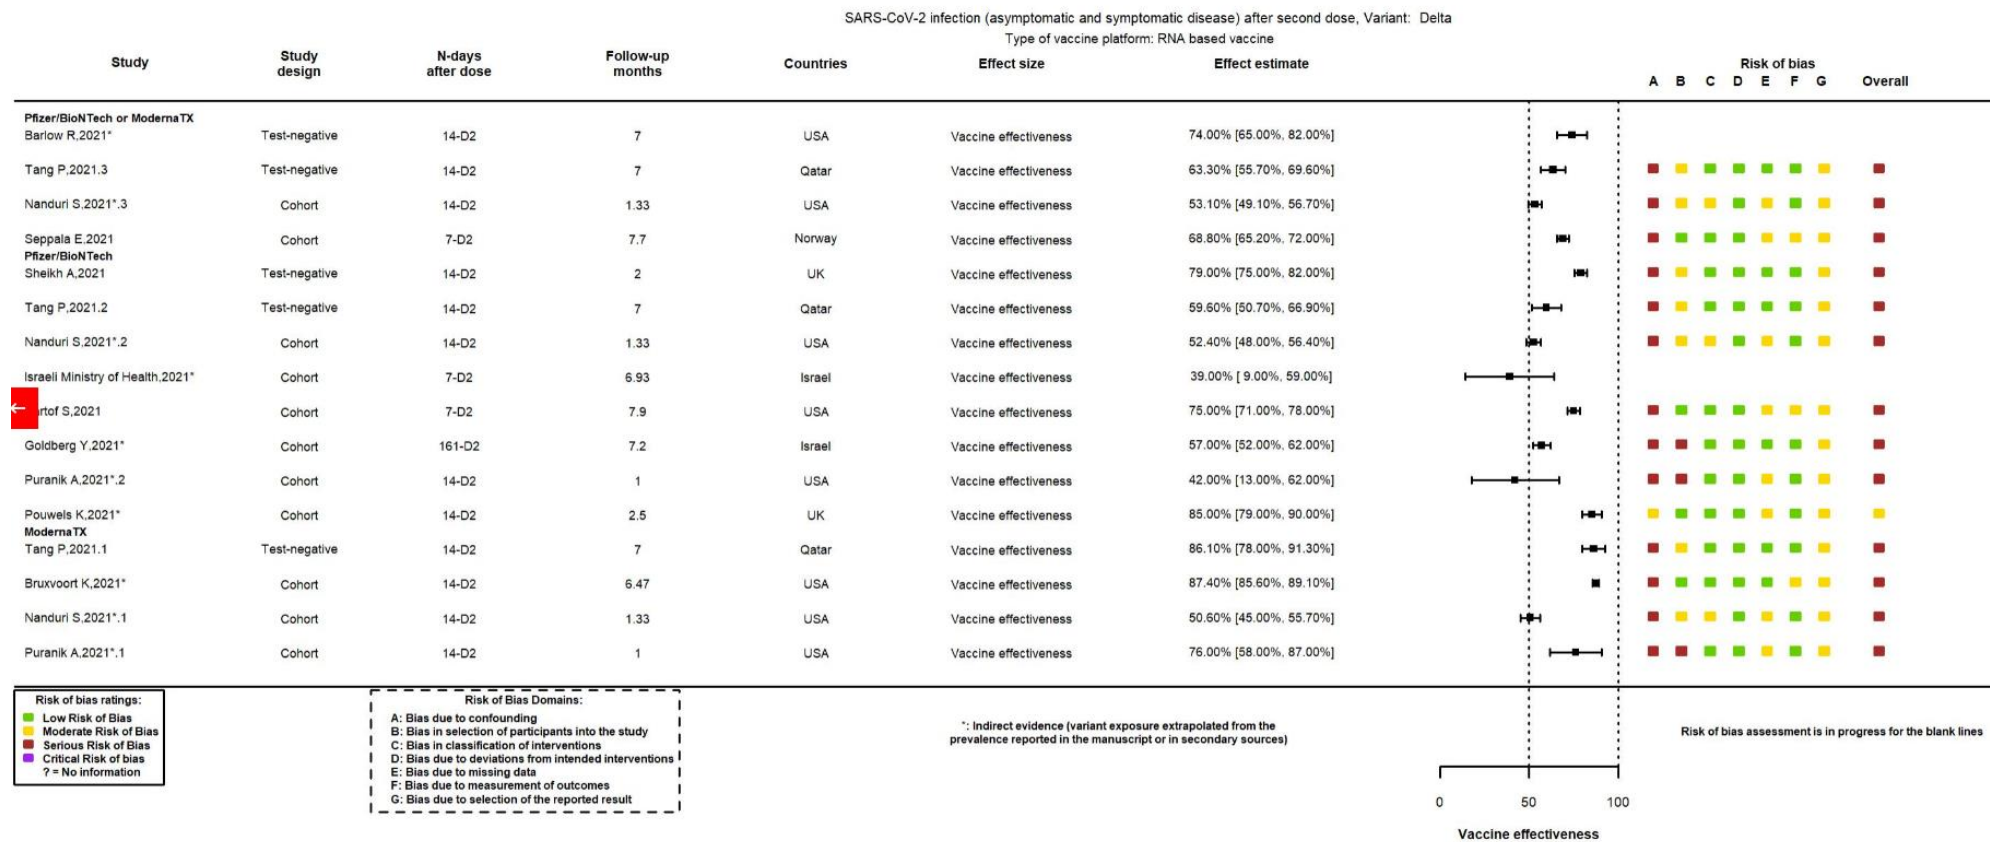 SARS-CoV-2 infection (asymptomatic and symptomatic disease) after second dose, Variant: Delta
Type of vaccine platform: RNA based vaccine
Study Study design N-days after dose Follow-up months Countries Effect size Effect estimate Risk of bias
A B C D E F G Overall
Pfizer/BioNTech or ModernaTX
Barlow R,2021* Test-negative 14-D2 7 USA Vaccine effectiveness 74.00% [65.00%, 82.00%]
Tang P,2021.3 Test-negative 14-D2 7 Qatar Vaccine effectiveness 63.30% [55.70%, 69.60%]
Nanduri S,2021*.3 Cohort 14-D2 1.33 USA Vaccine effectiveness 53.10% [49.10%, 56.70%]
Seppala E,2021 Cohort 7-D2 7.7 Norway Vaccine effectiveness 68.80% [65.20%, 72.00%]
Pfizer/BioNTech
Sheikh A,2021 Test-negative 14-D2 2 UK Vaccine effectiveness 79.00% [75.00%, 82.00%]
Tang P,2021.2 Test-negative 14-D2 7 Qatar Vaccine effectiveness 59.60% [50.70%, 66.90%]
Nanduri S,2021*.2 Cohort 14-D2 1.33 USA Vaccine effectiveness 52.40% [48.00%, 56.40%]
Israeli Ministry of Health,2021* Cohort 7-D2 6.93 Israel Vaccine effectiveness 39.00% [ 9.00%, 59.00%]
rtof S,2021 Cohort 7-D2 7.9 USA Vaccine effectiveness 75.00% [71.00%, 78.00%]
Goldberg Y,2021* Cohort 161-D2 7.2 Israel Vaccine effectiveness 57.00% [52.00%, 62.00%]
Puranik A,2021*.2 Cohort 14-D2 1 USA Vaccine effectiveness 42.00% [13.00%, 62.00%]
Pouwels K,2021* Cohort 14-D2 2.5 UK Vaccine effectiveness 85.00% [79.00%, 90.00%]
ModernaTX
Tang P,2021.1 Test-negative 14-D2 7 Qatar Vaccine effectiveness 86.10% [78.00%, 91.30%]
Bruxvoort K,2021* Cohort 14-D2 6.47 USA Vaccine effectiveness 87.40% [85.60%, 89.10%]
Nanduri S,2021*.1 Cohort 14-D2 1.33 USA Vaccine effectiveness 50.60% [45.00%, 55.70%]
Puranik A,2021*.1 Cohort 14-D2 1 USA Vaccine effectiveness 76.00% [58.00%, 87.00%]
Risk of bias ratings:
Low Risk of Bias
Moderate Risk of Bias
Serious Risk of Bias
Critical Risk of bias
? = No information
Risk of Bias Domains:
A: Bias due to confounding
B: Bias in selection of participants into the study
C: Bias in classification of interventions
D: Bias due to deviations from intended interventions
E: Bias due to missing data
F: Bias due to measurement of outcomes
G: Bias due to selection of the reported result
*: Indirect evidence (variant exposure extrapolated from the
prevalence reported in the manuscript or in secondary sources)
Risk of bias assessment is in progress for the blank lines
0 50 100
Vaccine effectiveness